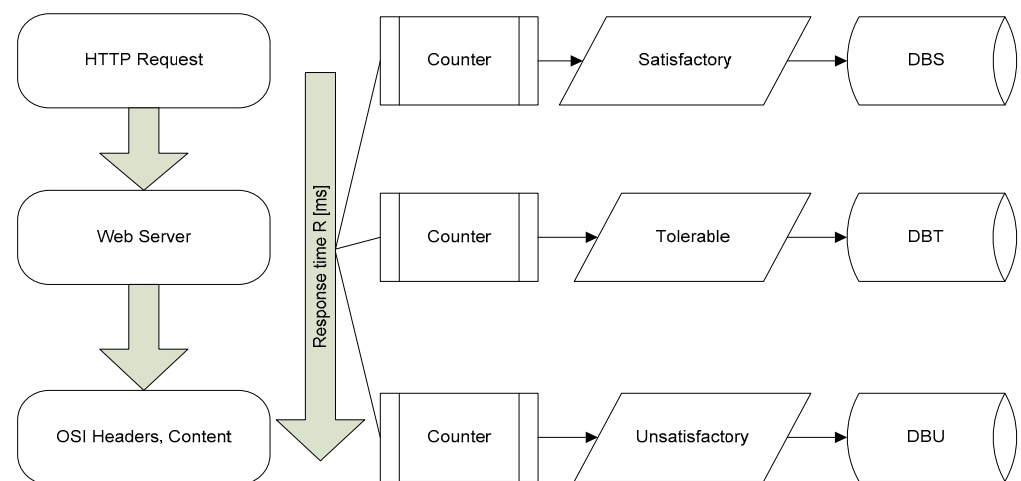 HTTP Request
Counter
Satisfactory
DBS
Response time R [ms]
Web Server
Counter
Tolerable
DBT
OSI Headers, Content
Counter
Unsatisfactory
DBU